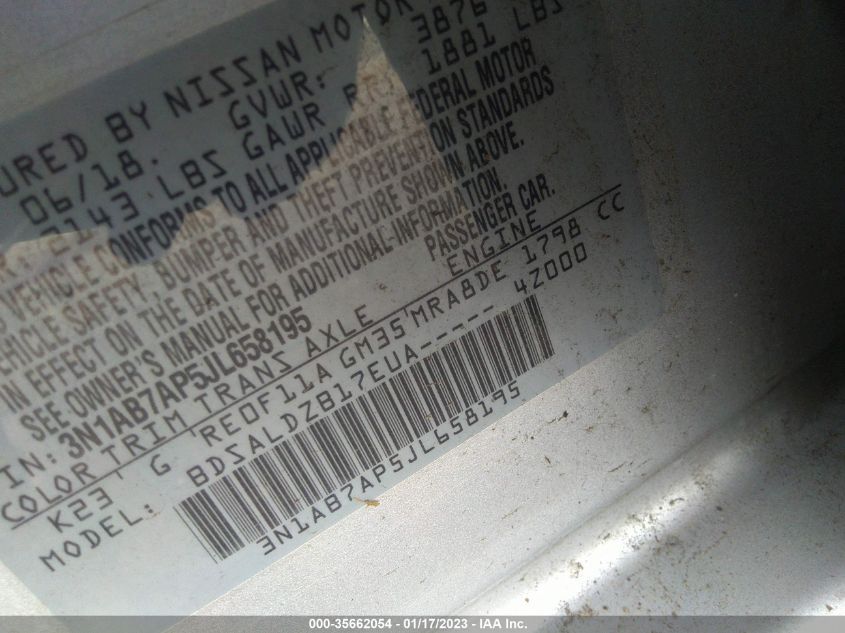 URED BY NISSAN MOTOR
06/18. GVWR: 3876
2143 LBS GAWR RR: 1881 LBS
VEHICLE CONFORMS TO ALL APPLICABLE FEDERAL MOTOR
VEHICLE SAFETY, BUMPER AND THEFT PREVENTION STANDARDS
IN EFFECT ON THE DATE OF MANUFACTURE SHOWN ABOVE.
SEE OWNER'S MANUAL FOR ADDITIONAL INFORMATION.
IN: 3N1AB7AP5JL658195 PASSENGER CAR.
COLOR TRIM TRANS AXLE ENGINE
K23 G RE0F11A GM35 MRA8DE 1798 CC
MODEL: BDSALDZB17EUA----- 4Z000
3N1AB7AP5JL658195
000-35662054 - 01/17/2023 - IAA Inc.